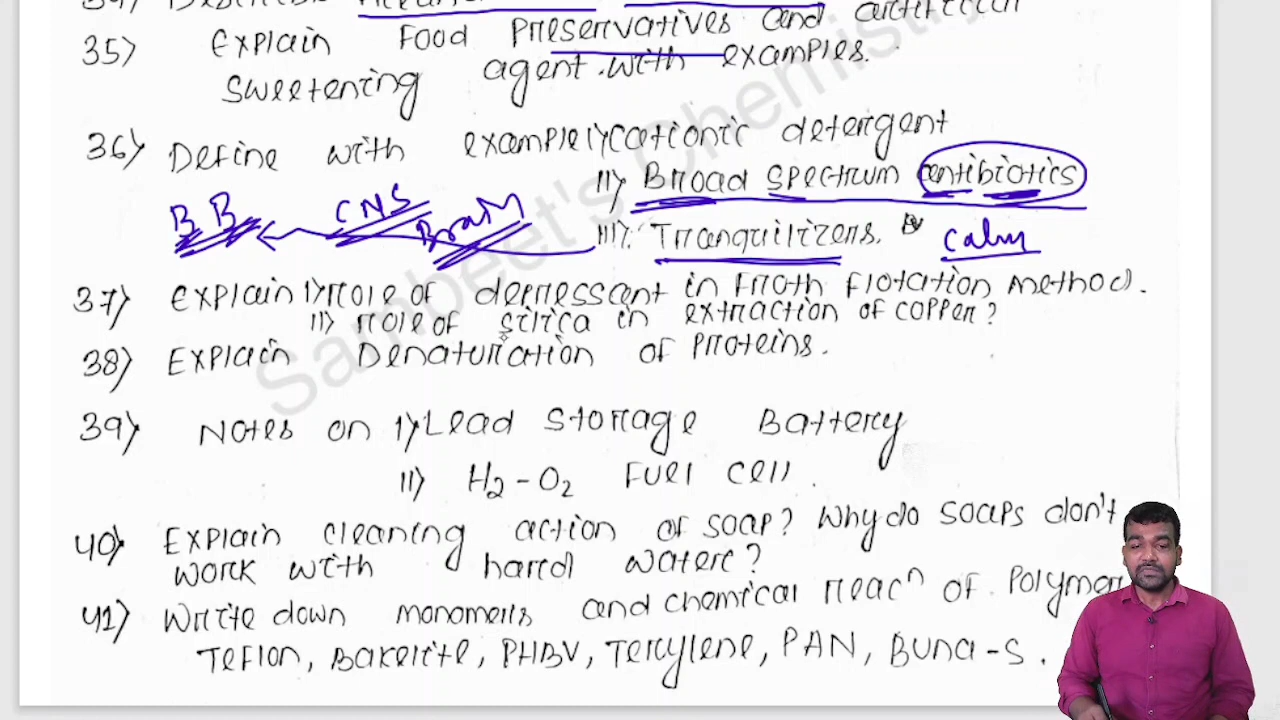 35) Explain Food Preservatives and artificial
sweetening agent with examples.
36) Define with example i) cationic detergent
ii) Broad spectrum antibiotics
iii) Tranquilizers. calm
BB CNS Brain
37) Explain i) role of depressant in Froth flotation method.
ii) role of silica in extraction of copper?
38) Explain Denaturation of proteins.
39) Notes on i) Lead storage Battery
ii) H2-O2 Fuel cell.
40) Explain cleaning action of soap? Why do soaps don't
work with hard water?
41) Write down monomers and chemical reacn of Polymer
Teflon, Bakelite, PHBV, Terylene, PAN, Buna-S.
Sambeet's Chemistry